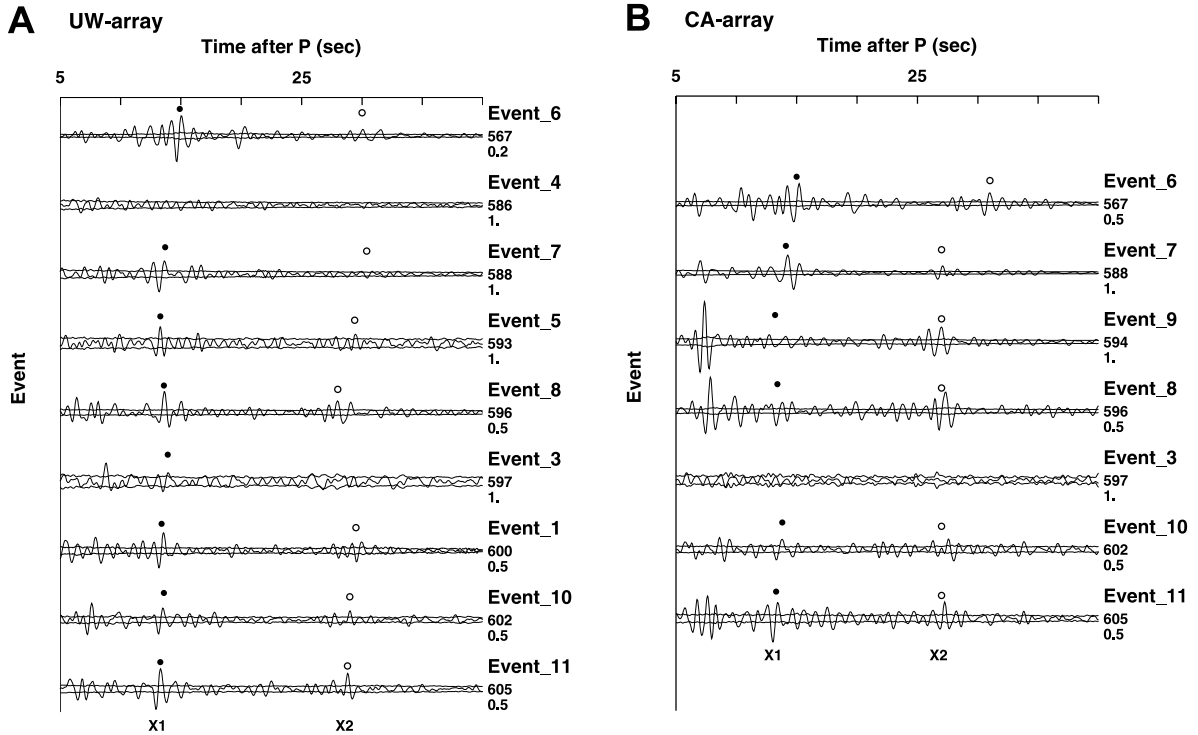 A UW-array
Time after P (sec)
5 25
Event_6
567
0.2
Event_4
586
1.
Event_7
588
1.
Event_5
593
1.
Event_8
596
0.5
Event_3
597
1.
Event_1
600
0.5
Event_10
602
0.5
Event_11
605
0.5
X1 X2
Event
B CA-array
Time after P (sec)
5 25
Event_6
567
0.5
Event_7
588
1.
Event_9
594
1.
Event_8
596
0.5
Event_3
597
1.
Event_10
602
0.5
Event_11
605
0.5
X1 X2
Event